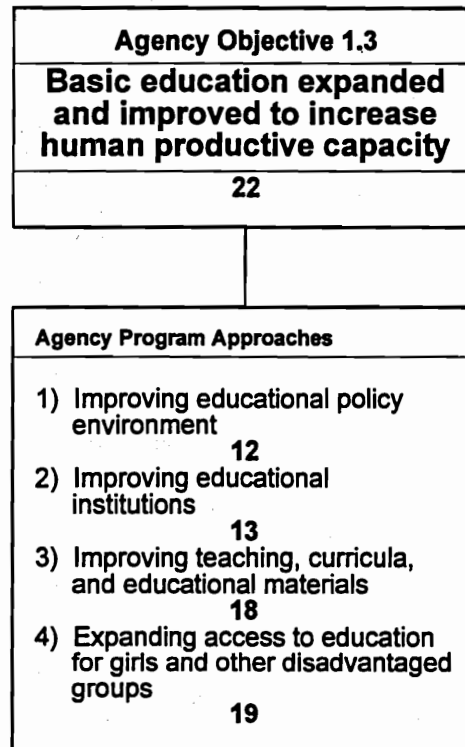 Agency Objective 1.3
Basic education expanded
and improved to increase
human productive capacity
22
Agency Program Approaches
1) Improving educational policy
environment
12
2) Improving educational
institutions
13
3) Improving teaching, curricula,
and educational materials
18
4) Expanding access to education
for girls and other disadvantaged
groups
19